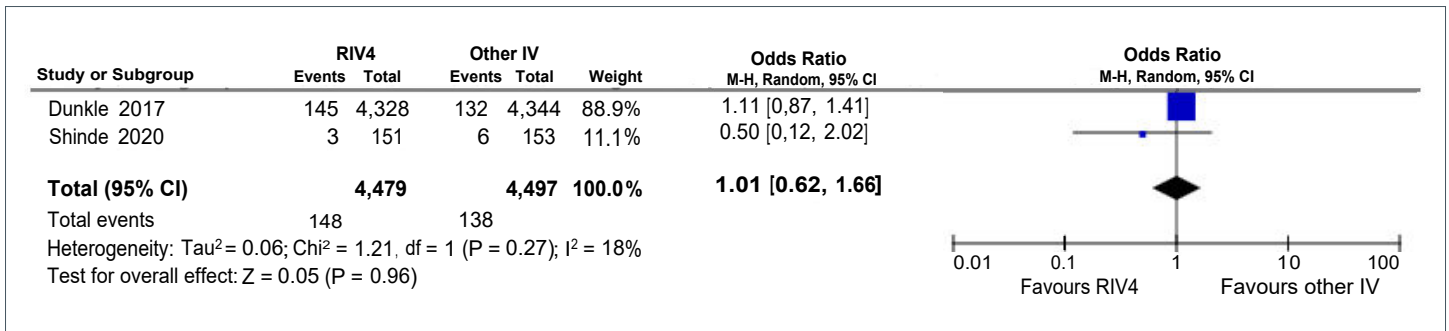 RIV4 Other IV Odds Ratio Odds Ratio
Study or Subgroup Events Total Events Total Weight M-H, Random, 95% CI M-H, Random, 95% CI
Dunkle 2017 145 4,328 132 4,344 88.9% 1.11 [0,87, 1.41]
Shinde 2020 3 151 6 153 11.1% 0.50 [0,12, 2.02]
Total (95% CI) 4,479 4,497 100.0% 1.01 [0.62, 1.66]
Total events 148 138
Heterogeneity: Tau² = 0.06; Chi² = 1.21, df = 1 (P = 0.27); I² = 18%
Test for overall effect: Z = 0.05 (P = 0.96)
0.01 0.1 1 10 100
Favours RIV4 Favours other IV